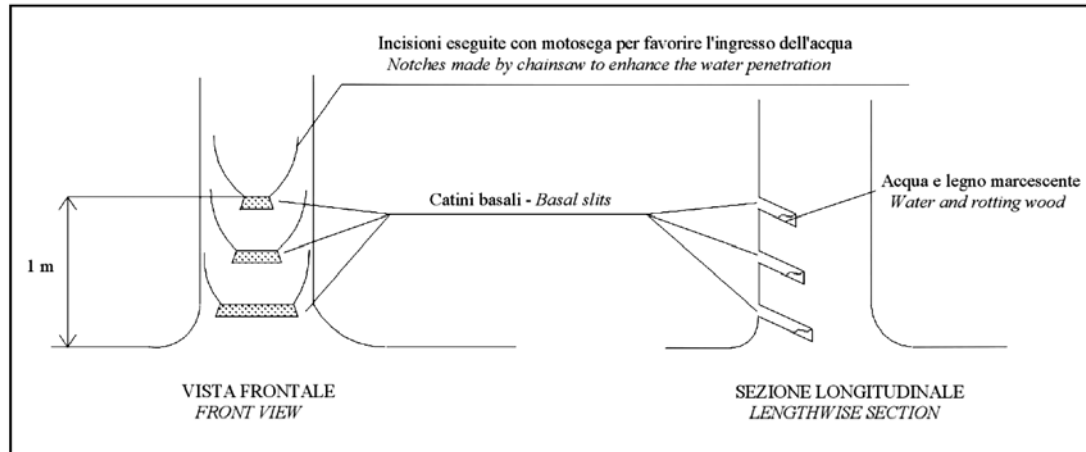 Incisioni eseguite con motosega per favorire l'ingresso dell'acqua
Notches made by chainsaw to enhance the water penetration
Catini basali - Basal slits
Acqua e legno marcescente
Water and rotting wood
1 m
VISTA FRONTALE
FRONT VIEW
SEZIONE LONGITUDINALE
LENGTHWISE SECTION